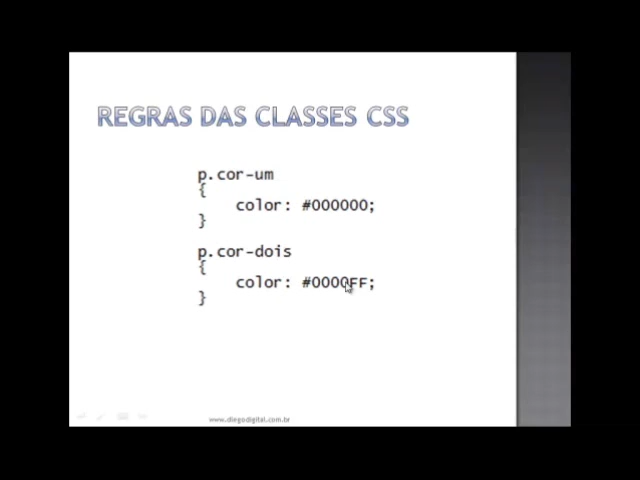 REGRAS DAS CLASSES CSS
p.cor-um
{
color: #000000;
}
p.cor-dois
{
color: #0000FF;
}
www.diegodigital.com.br